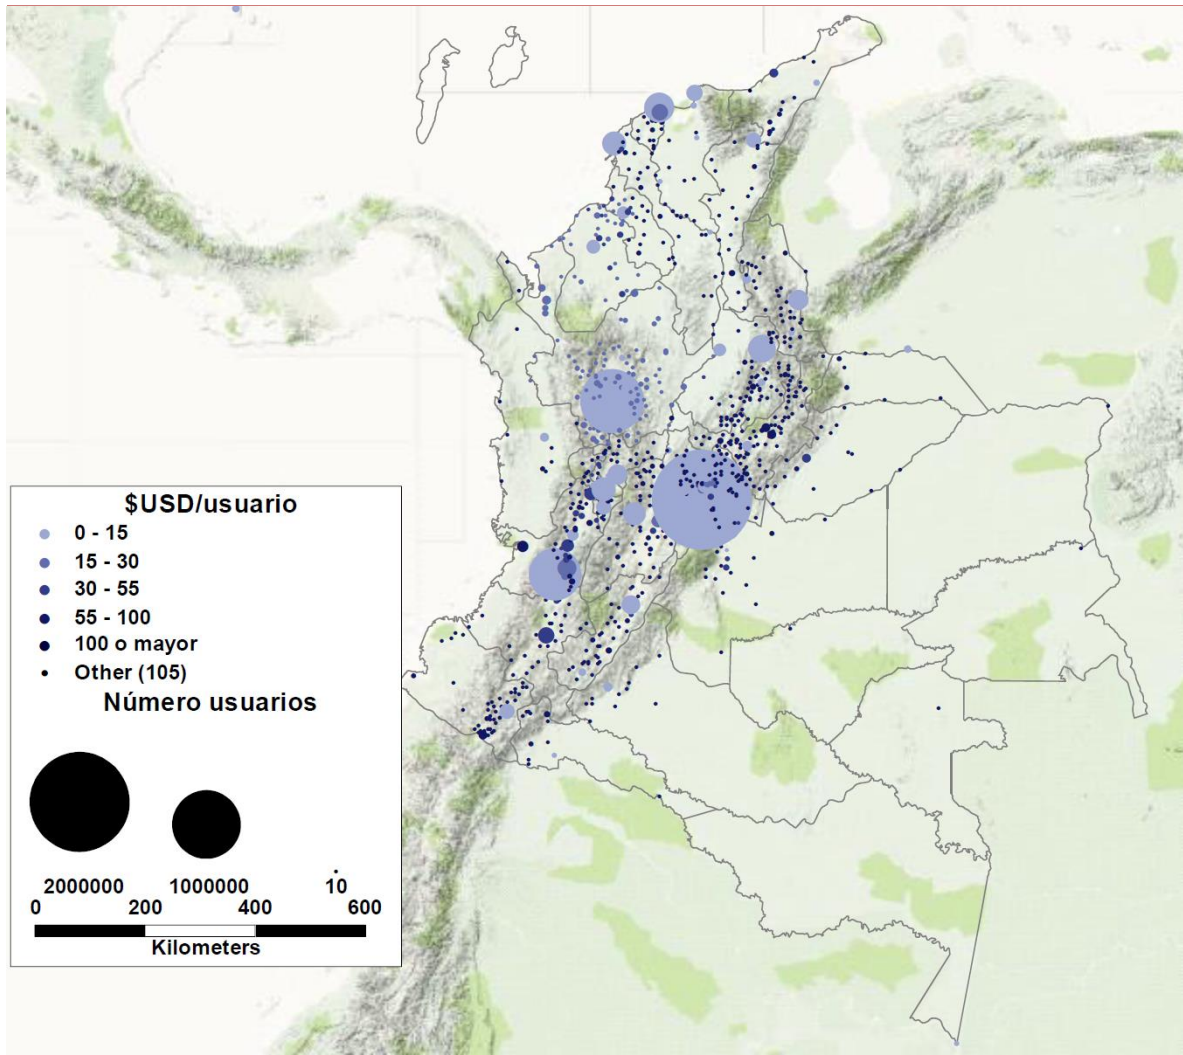 $USD/usuario
0 - 15
15 - 30
30 - 55
55 - 100
100 o mayor
Other (105)
Número usuarios
2000000 1000000 10
0 200 400 600
Kilometers